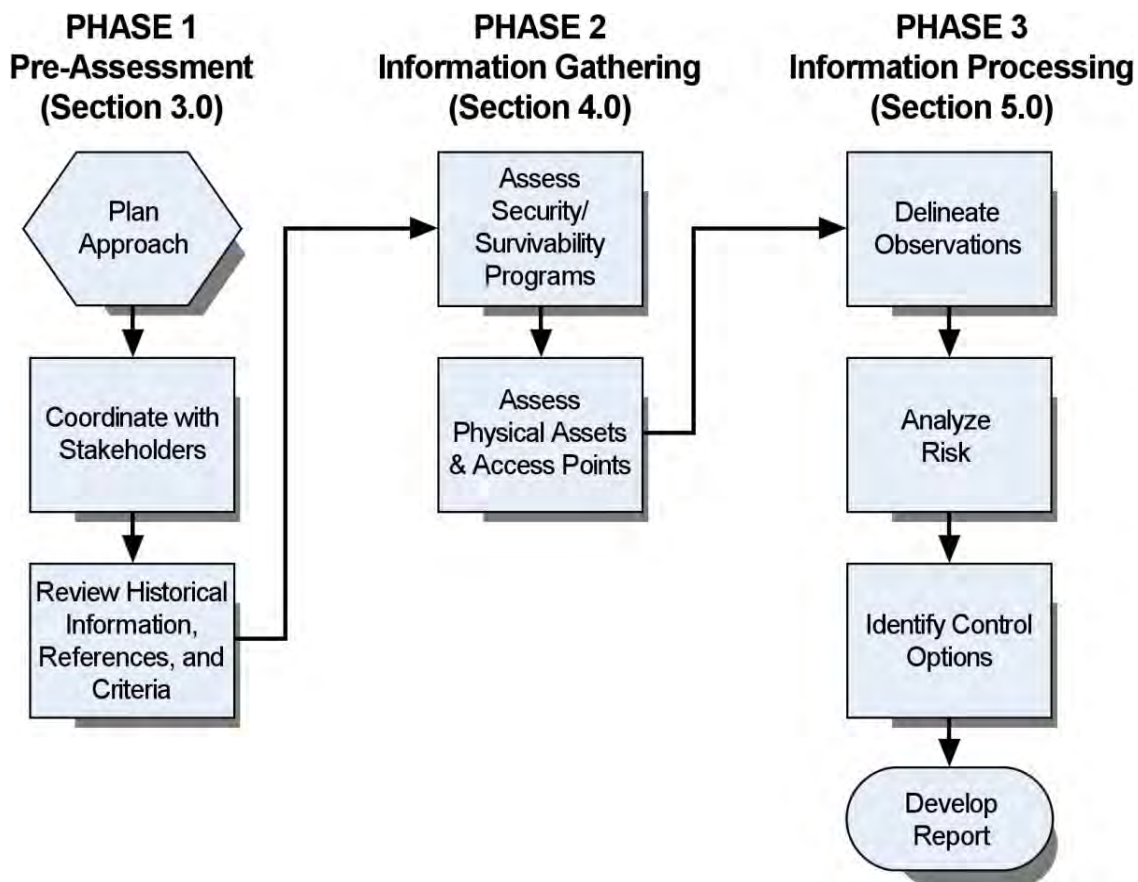 PHASE 1
Pre-Assessment
(Section 3.0)
Plan
Approach
Coordinate with
Stakeholders
Review Historical
Information,
References, and
Criteria
PHASE 2
Information Gathering
(Section 4.0)
Assess
Security/
Survivability
Programs
Assess
Physical Assets
& Access Points
PHASE 3
Information Processing
(Section 5.0)
Delineate
Observations
Analyze
Risk
Identify Control
Options
Develop
Report